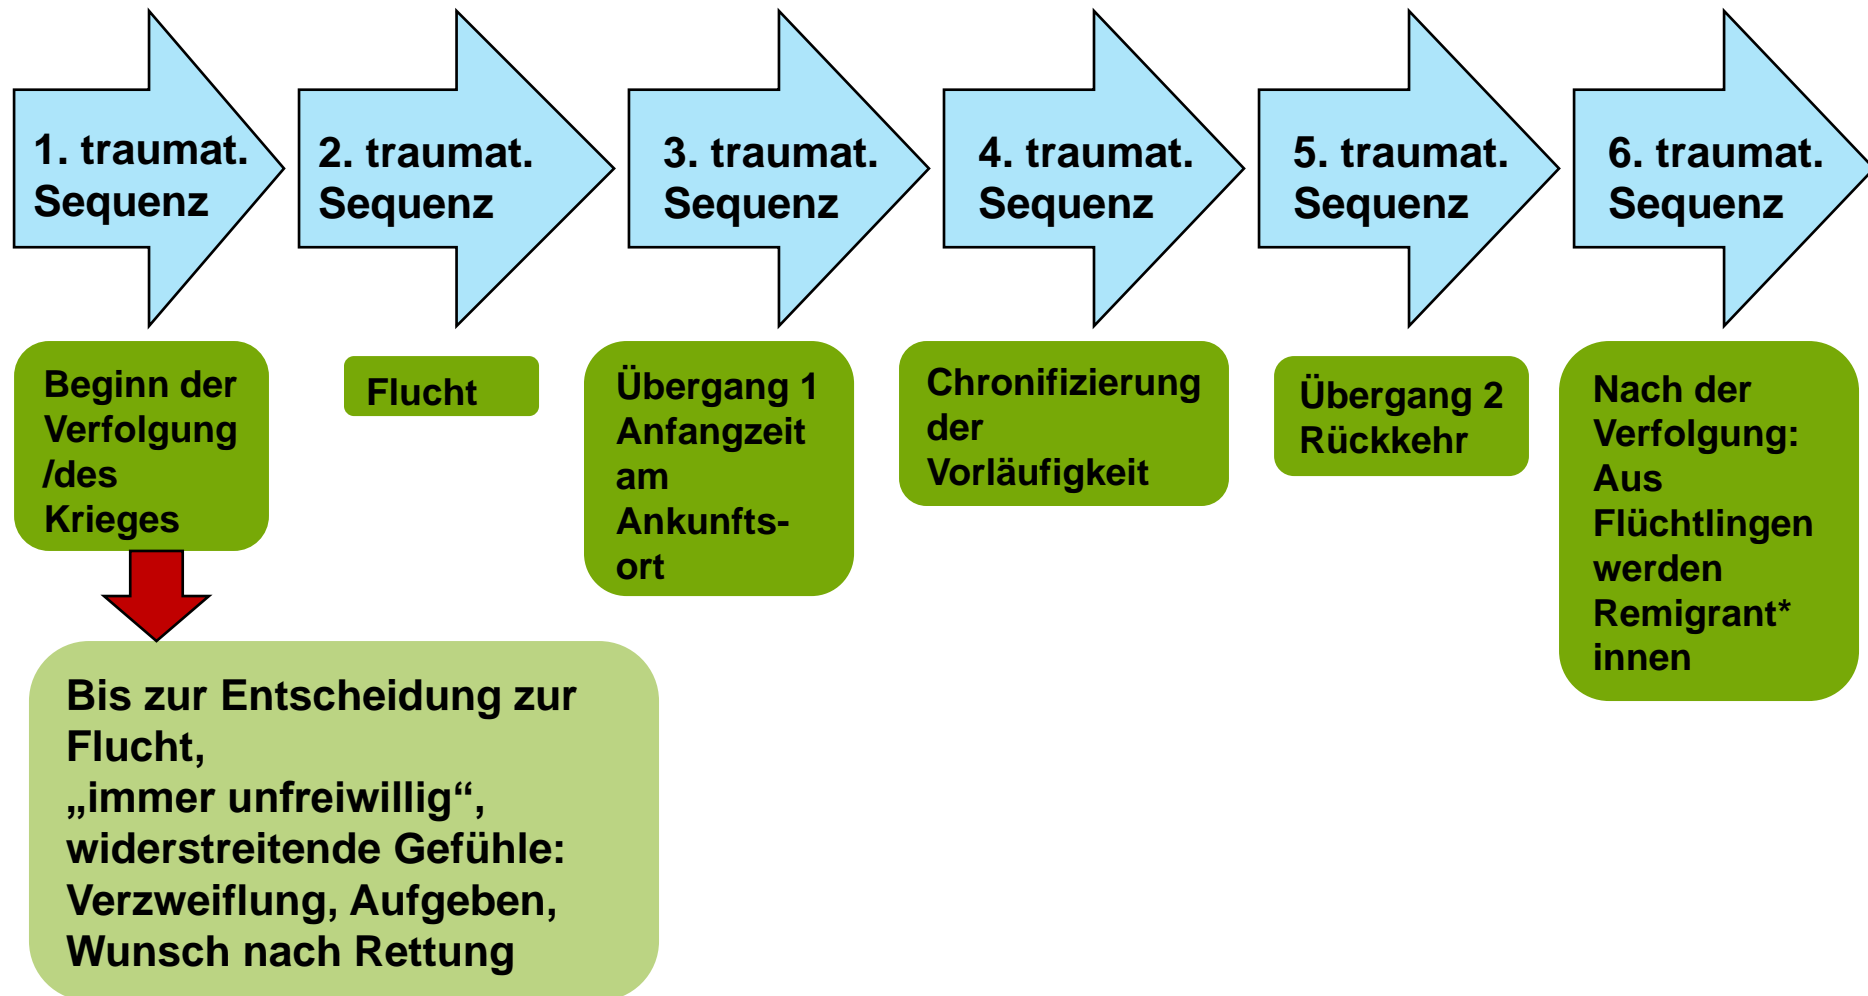 1. traumat.
Sequenz
2. traumat.
Sequenz
3. traumat.
Sequenz
4. traumat.
Sequenz
5. traumat.
Sequenz
6. traumat.
Sequenz
Beginn der
Verfolgung
/des
Krieges
Flucht
Übergang 1
Anfangzeit
am
Ankunfts-
ort
Chronifizierung
der
Vorläufigkeit
Übergang 2
Rückkehr
Nach der
Verfolgung:
Aus
Flüchtlingen
werden
Remigrant*
innen
Bis zur Entscheidung zur
Flucht,
„immer unfreiwillig“,
widerstreitende Gefühle:
Verzweiflung, Aufgeben,
Wunsch nach Rettung